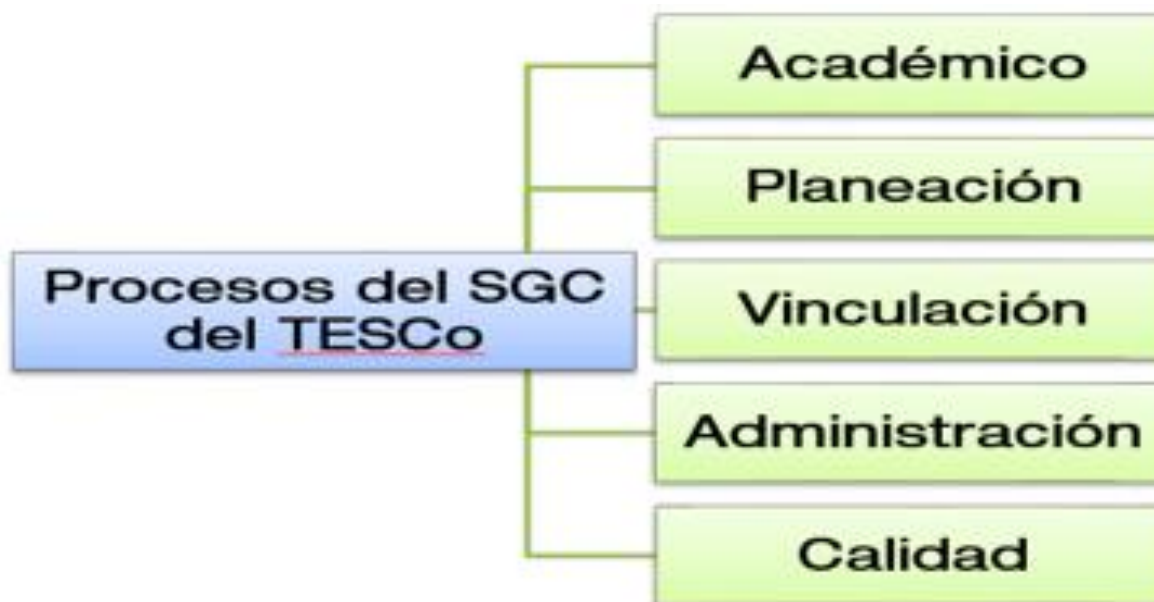 Académico
Planeación
Procesos del SGC
del TESCo
Vinculación
Administración
Calidad